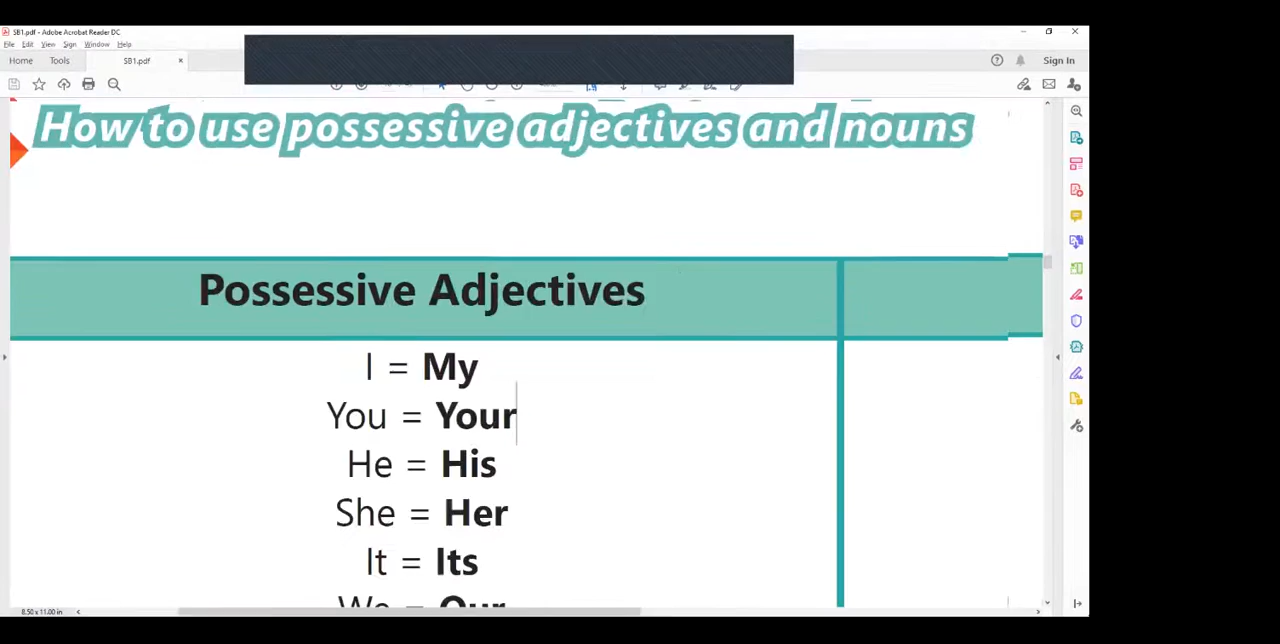 SB1.pdf - Adobe Acrobat Reader DC
File Edit View Sign Window Help
Home Tools SB1.pdf × Sign In
How to use possessive adjectives and nouns
Possessive Adjectives
I = My
You = Your
He = His
She = Her
It = Its
We = Our
8.50 x 11.00 in